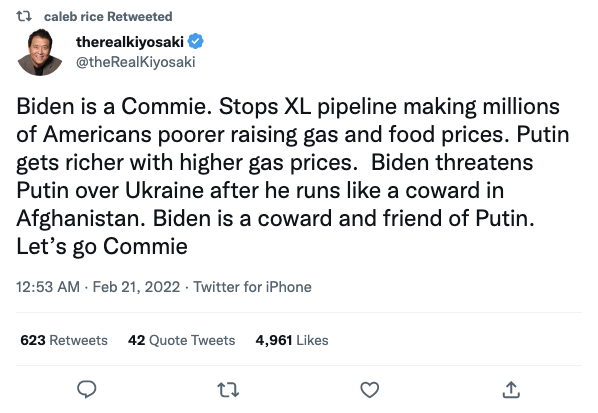 caleb rice Retweeted
therealkiyosaki
@theRealKiyosaki
Biden is a Commie. Stops XL pipeline making millions
of Americans poorer raising gas and food prices. Putin
gets richer with higher gas prices.  Biden threatens
Putin over Ukraine after he runs like a coward in
Afghanistan. Biden is a coward and friend of Putin.
Let’s go Commie
12:53 AM · Feb 21, 2022 · Twitter for iPhone
623 Retweets 42 Quote Tweets 4,961 Likes